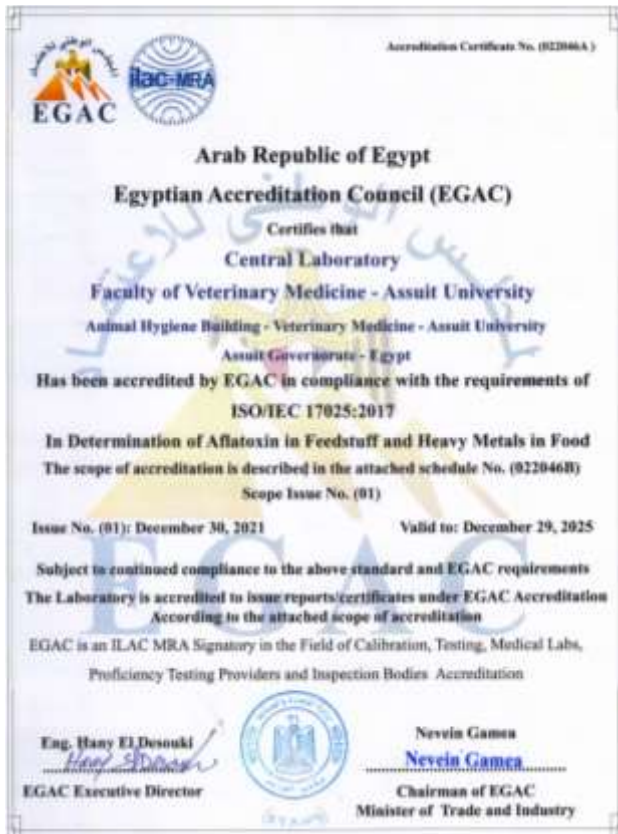 المجلس الوطني للاعتماد
EGAC
ilac-MRA
Accreditation Certificate No. (022046A )
Arab Republic of Egypt
Egyptian Accreditation Council (EGAC)
Certifies that
Central Laboratory
Faculty of Veterinary Medicine - Assuit University
Animal Hygiene Building - Veterinary Medicine - Assuit University
Assuit Governorate - Egypt
Has been accredited by EGAC in compliance with the requirements of
ISO/IEC 17025:2017
In Determination of Aflatoxin in Feedstuff and Heavy Metals in Food
The scope of accreditation is described in the attached schedule No. (022046B)
Scope Issue No. (01)
Issue No. (01): December 30, 2021 Valid to: December 29, 2025
Subject to continued compliance to the above standard and EGAC requirements
The Laboratory is accredited to issue reports/certificates under EGAC Accreditation
According to the attached scope of accreditation
EGAC is an ILAC MRA Signatory in the Field of Calibration, Testing, Medical Labs,
Proficiency Testing Providers and Inspection Bodies Accreditation
المجلس الوطني للاعتماد
EGAC
Eng. Hany El Desouki
EGAC Executive Director
Nevein Gamea
Nevein Gamea
Chairman of EGAC
Minister of Trade and Industry